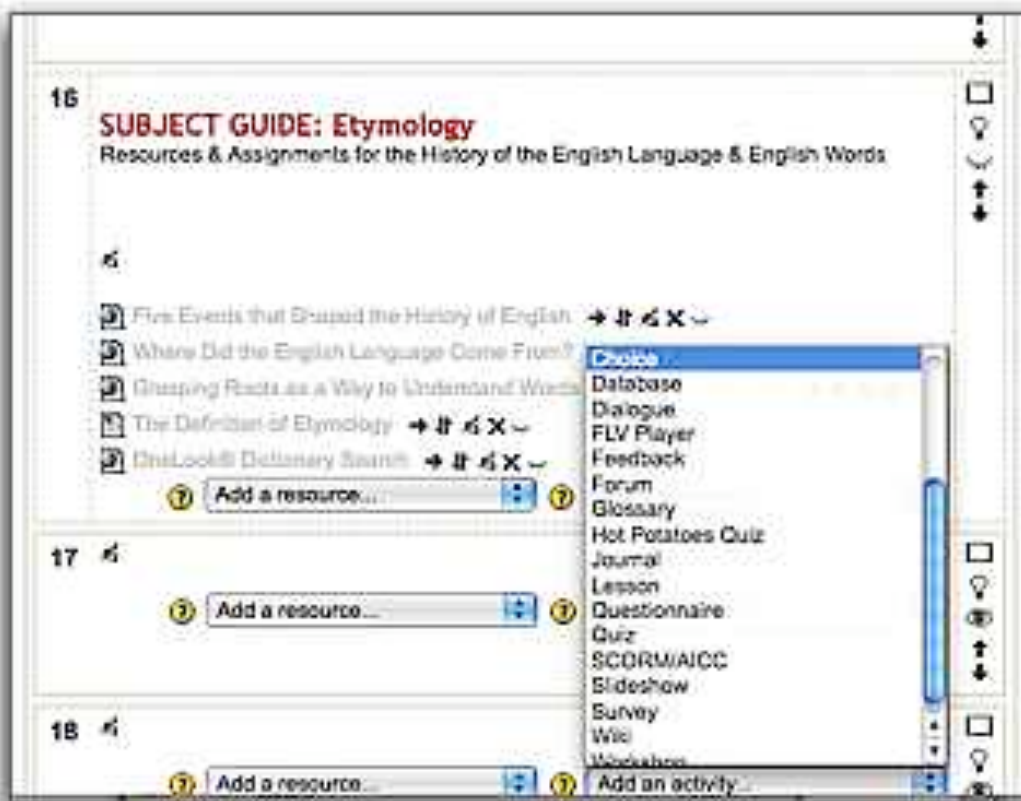 16
SUBJECT GUIDE: Etymology
Resources & Assignments for the History of the English Language & English Words
Five Events that Shaped the History of English
Where Did the English Language Come From?
Grasping Roots as a Way to Understand Words
The Definition of Etymology
OneLook® Dictionary Search
Add a resource...
Choice
Database
Dialogue
FLV Player
Feedback
Forum
Glossary
Hot Potatoes Quiz
Journal
Lesson
Questionnaire
Quiz
SCORM/AICC
Slideshow
Survey
Wiki
Workshop
17
Add a resource...
18
Add a resource...
Add an activity...